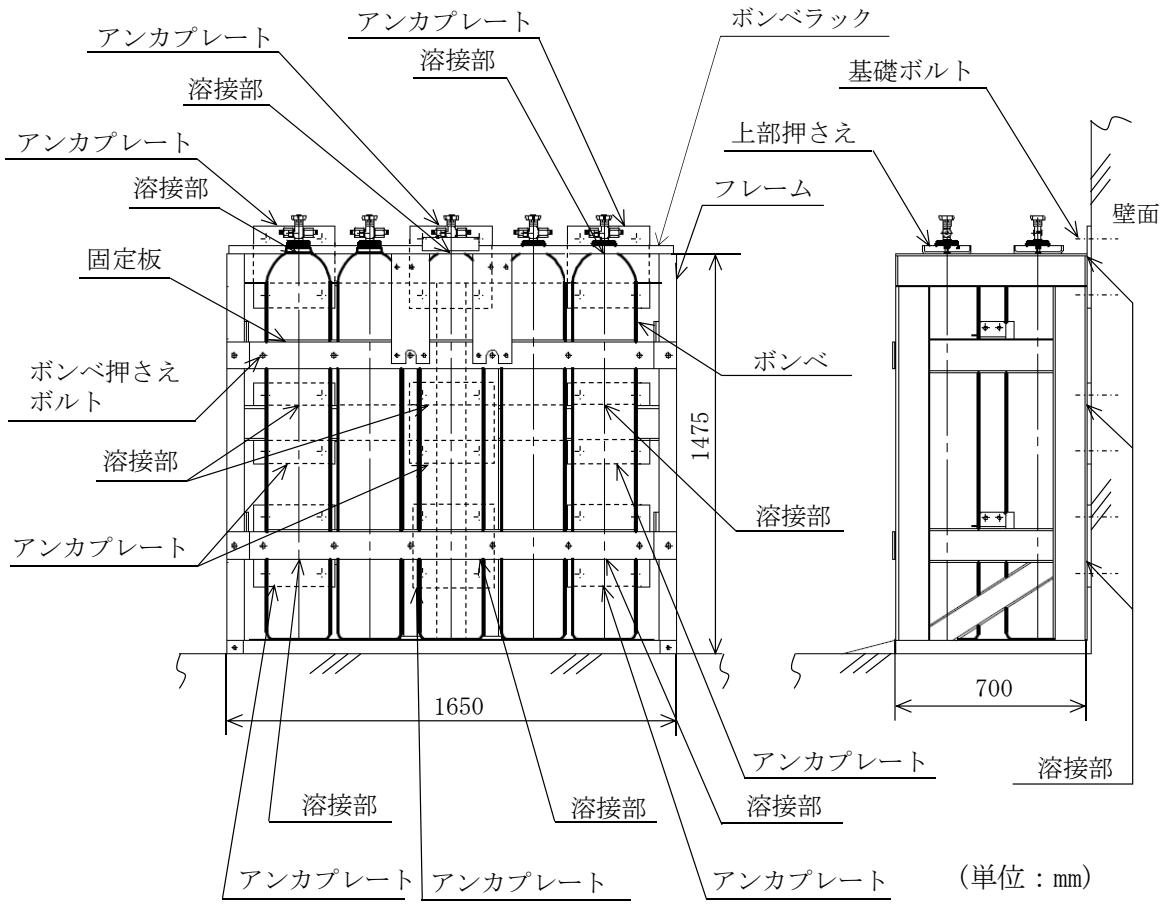 アンカプレート
ボンベラック
アンカプレート
溶接部
基礎ボルト
溶接部
上部押さえ
アンカプレート
溶接部
フレーム
壁面
固定板
ボンベ
ボンベ押さえ
ボルト
1475
溶接部
溶接部
アンカプレート
700
1650
アンカプレート
溶接部
溶接部
溶接部
溶接部
アンカプレート
アンカプレート
アンカプレート
(単位：mm)